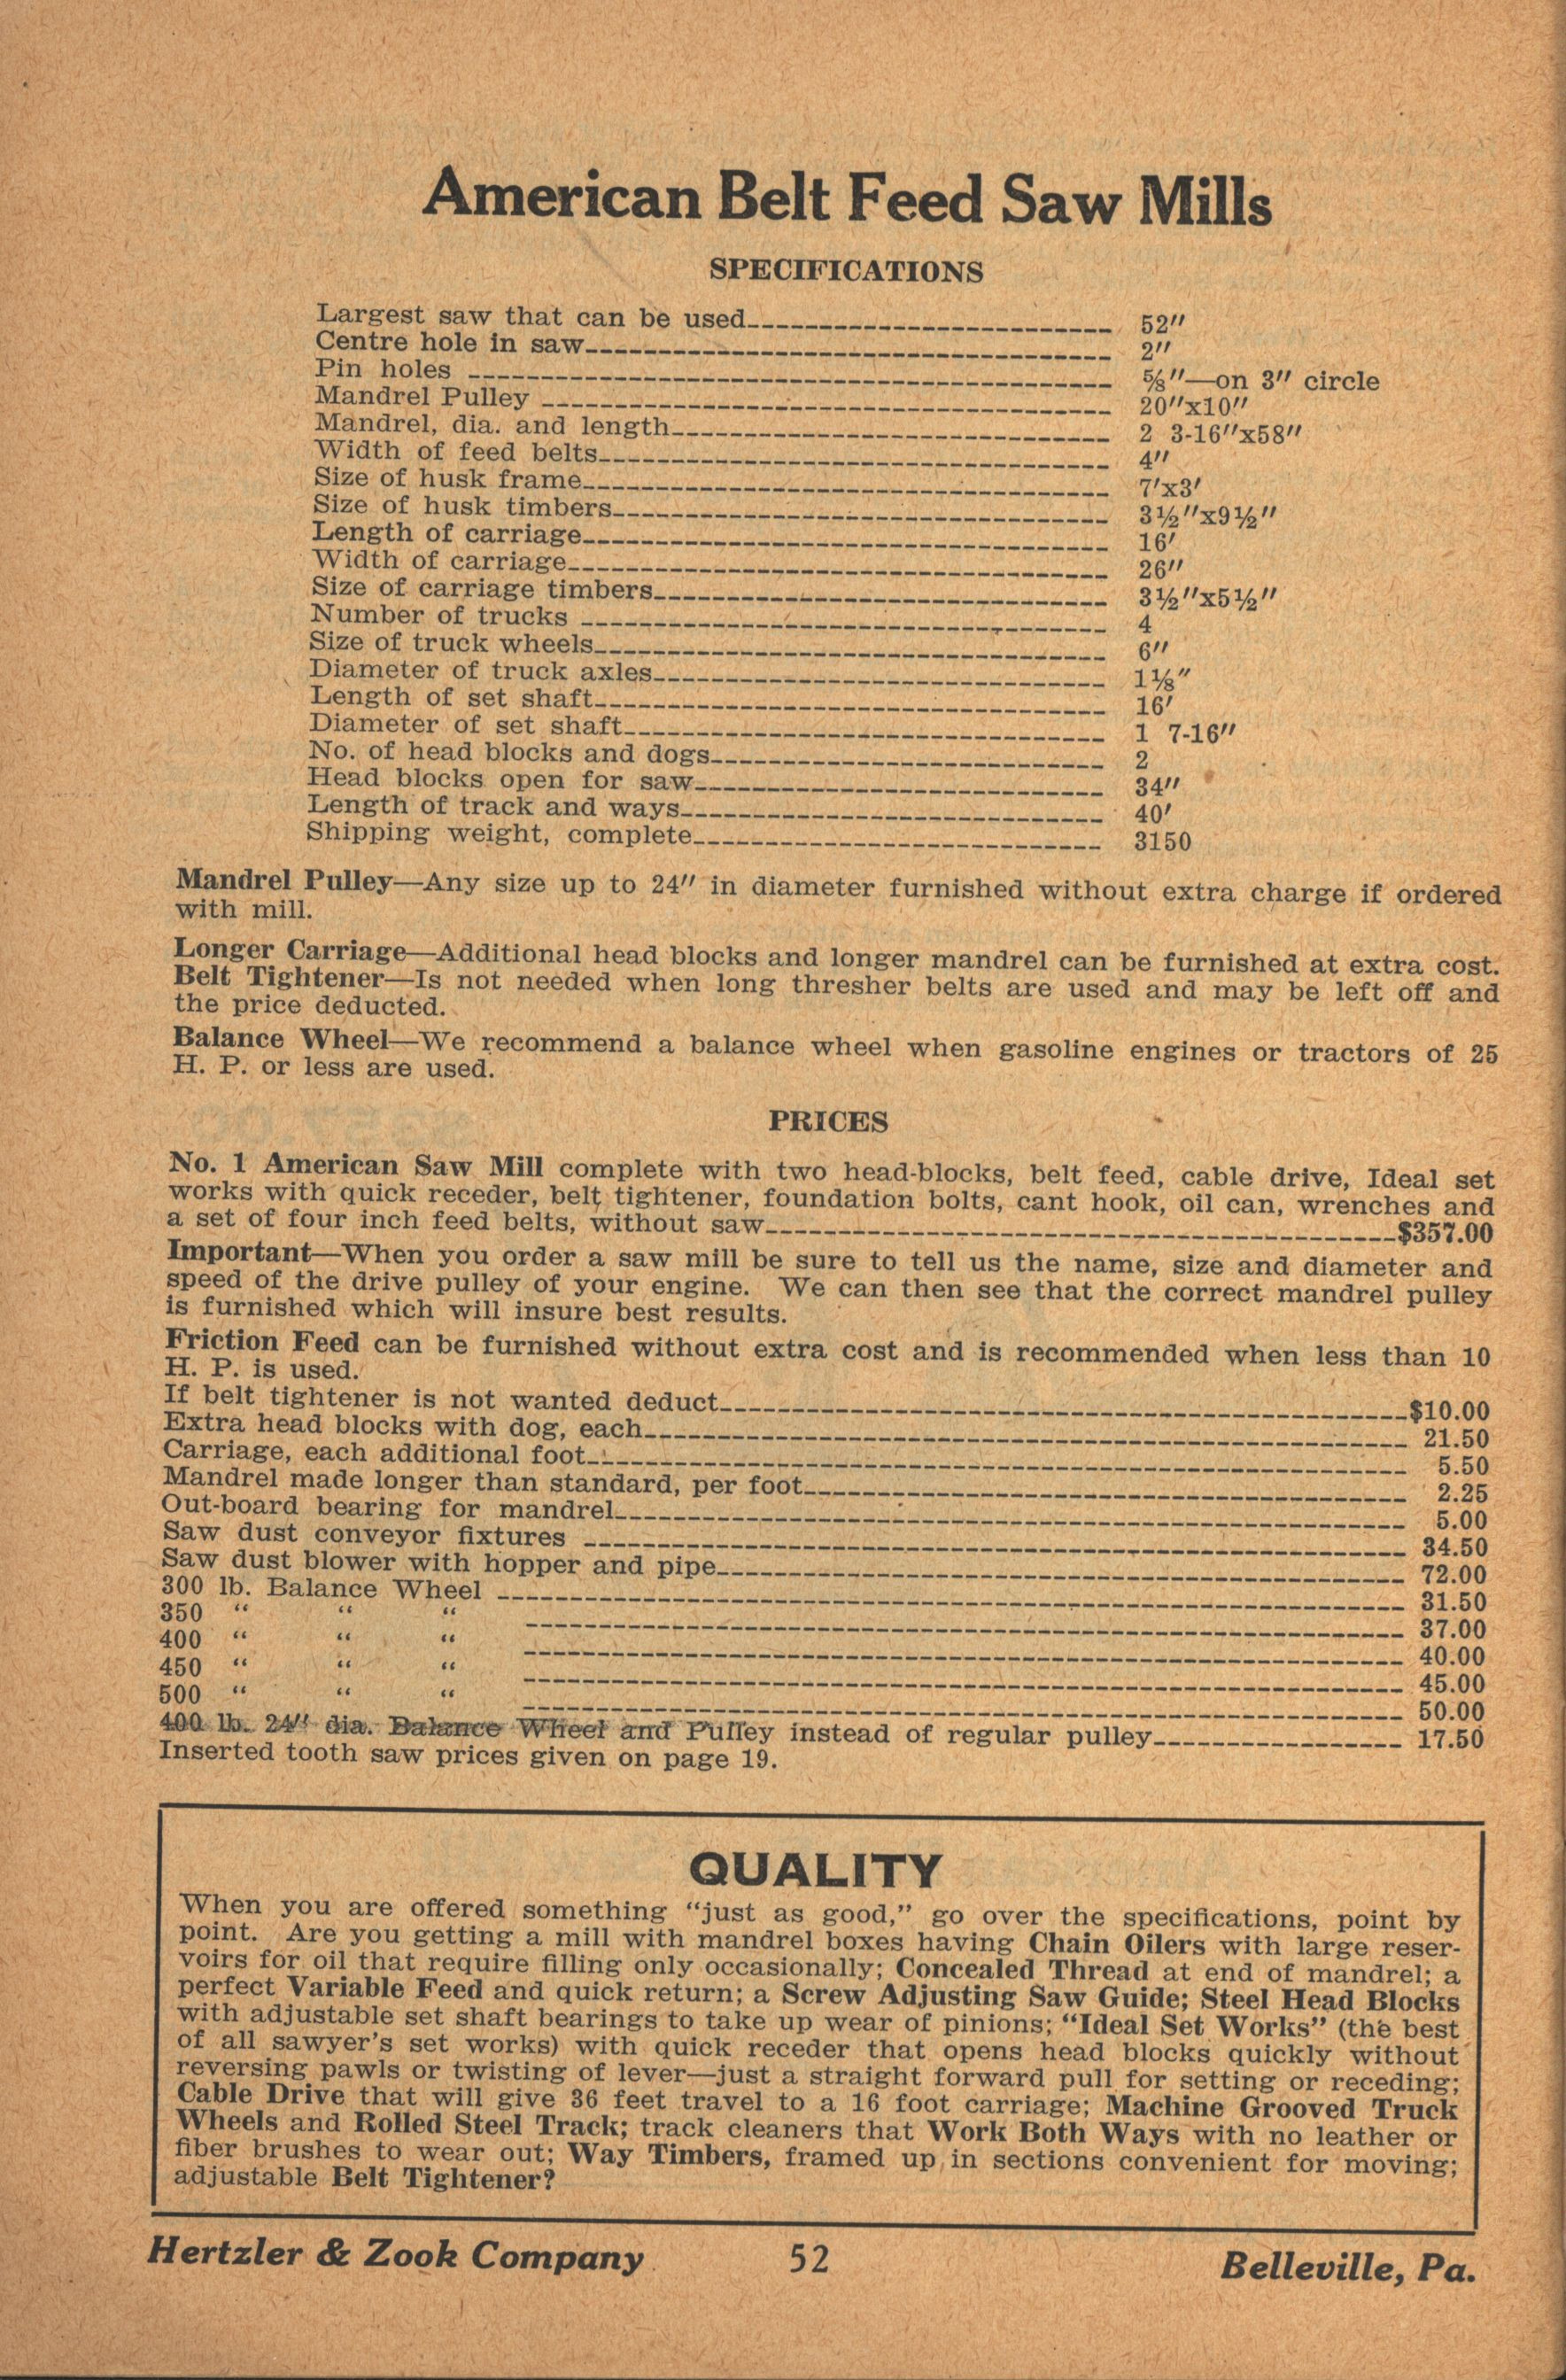 American Belt Feed Saw Mills
SPECIFICATIONS
Largest saw that can be used 52"
Centre hole in saw 2"
Pin holes ⅝"—on 3" circle
Mandrel Pulley 20"x10"
Mandrel, dia. and length 2 3-16"x58"
Width of feed belts 4"
Size of husk frame 7'x3'
Size of husk timbers 3½"x9½"
Length of carriage 16'
Width of carriage 26"
Size of carriage timbers 3½"x5½"
Number of trucks 4
Size of truck wheels 6"
Diameter of truck axles 1⅛"
Length of set shaft 16'
Diameter of set shaft 1 7-16"
No. of head blocks and dogs 2
Head blocks open for saw 34"
Length of track and ways 40'
Shipping weight, complete 3150
Mandrel Pulley—Any size up to 24" in diameter furnished without extra charge if ordered
with mill.
Longer Carriage—Additional head blocks and longer mandrel can be furnished at extra cost.
Belt Tightener—Is not needed when long thresher belts are used and may be left off and
the price deducted.
Balance Wheel—We recommend a balance wheel when gasoline engines or tractors of 25
H. P. or less are used.
PRICES
No. 1 American Saw Mill complete with two head-blocks, belt feed, cable drive, Ideal set
works with quick receder, belt tightener, foundation bolts, cant hook, oil can, wrenches and
a set of four inch feed belts, without saw $357.00
Important—When you order a saw mill be sure to tell us the name, size and diameter and
speed of the drive pulley of your engine. We can then see that the correct mandrel pulley
is furnished which will insure best results.
Friction Feed can be furnished without extra cost and is recommended when less than 10
H. P. is used.
If belt tightener is not wanted deduct $10.00
Extra head blocks with dog, each 21.50
Carriage, each additional foot 5.50
Mandrel made longer than standard, per foot 2.25
Out-board bearing for mandrel 5.00
Saw dust conveyor fixtures 34.50
Saw dust blower with hopper and pipe 72.00
300 lb. Balance Wheel 31.50
350 " " " 37.00
400 " " " 40.00
450 " " " 45.00
500 " " " 50.00
400 lb. 24" dia. Balance Wheel and Pulley instead of regular pulley 17.50
Inserted tooth saw prices given on page 19.
QUALITY
When you are offered something "just as good," go over the specifications, point by
point. Are you getting a mill with mandrel boxes having Chain Oilers with large reser-
voirs for oil that require filling only occasionally; Concealed Thread at end of mandrel; a
perfect Variable Feed and quick return; a Screw Adjusting Saw Guide; Steel Head Blocks
with adjustable set shaft bearings to take up wear of pinions; "Ideal Set Works" (the best
of all sawyer's set works) with quick receder that opens head blocks quickly without
reversing pawls or twisting of lever—just a straight forward pull for setting or receding;
Cable Drive that will give 36 feet travel to a 16 foot carriage; Machine Grooved Truck
Wheels and Rolled Steel Track; track cleaners that Work Both Ways with no leather or
fiber brushes to wear out; Way Timbers, framed up in sections convenient for moving;
adjustable Belt Tightener?
Hertzler & Zook Company 52 Belleville, Pa.